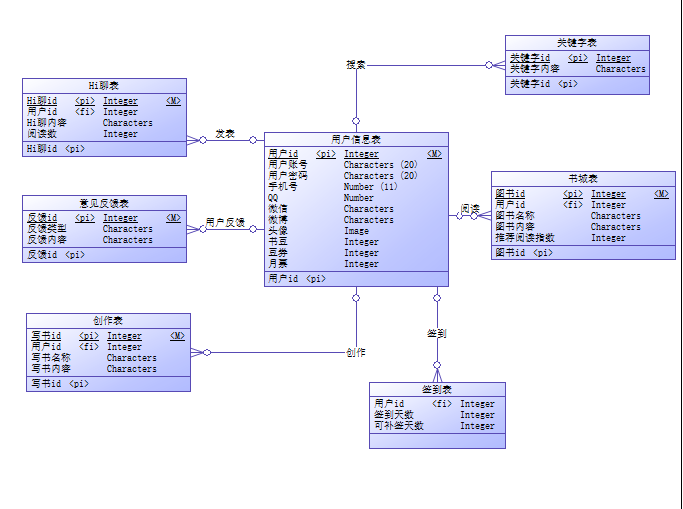 关键字表
关键字id <pi> Integer
关键字内容 Characters
关键字id <pi>
搜索
Hi聊表
Hi聊id <pi> Integer <M>
用户id <fi> Integer
Hi聊内容 Characters
阅读数 Integer
Hi聊id <pi>
发表
用户信息表
用户id <pi> Integer <M>
用户账号 Characters (20)
用户密码 Characters (20)
手机号 Number (11)
QQ Number
微信 Characters
微博 Characters
头像 Image
书豆 Integer
豆券 Integer
月票 Integer
用户id <pi>
书城表
图书id <pi> Integer <M>
用户id <fi> Integer
图书名称 Characters
图书内容 Characters
推荐阅读指数 Integer
图书id <pi>
阅读
意见反馈表
反馈id <pi> Integer <M>
反馈类型 Characters
反馈内容 Characters
反馈id <pi>
用户反馈
创作表
写书id <pi> Integer <M>
用户id <fi> Integer
写书名称 Characters
写书内容 Characters
写书id <pi>
创作
签到
签到表
用户id <fi> Integer
签到天数 Integer
可补签天数 Integer